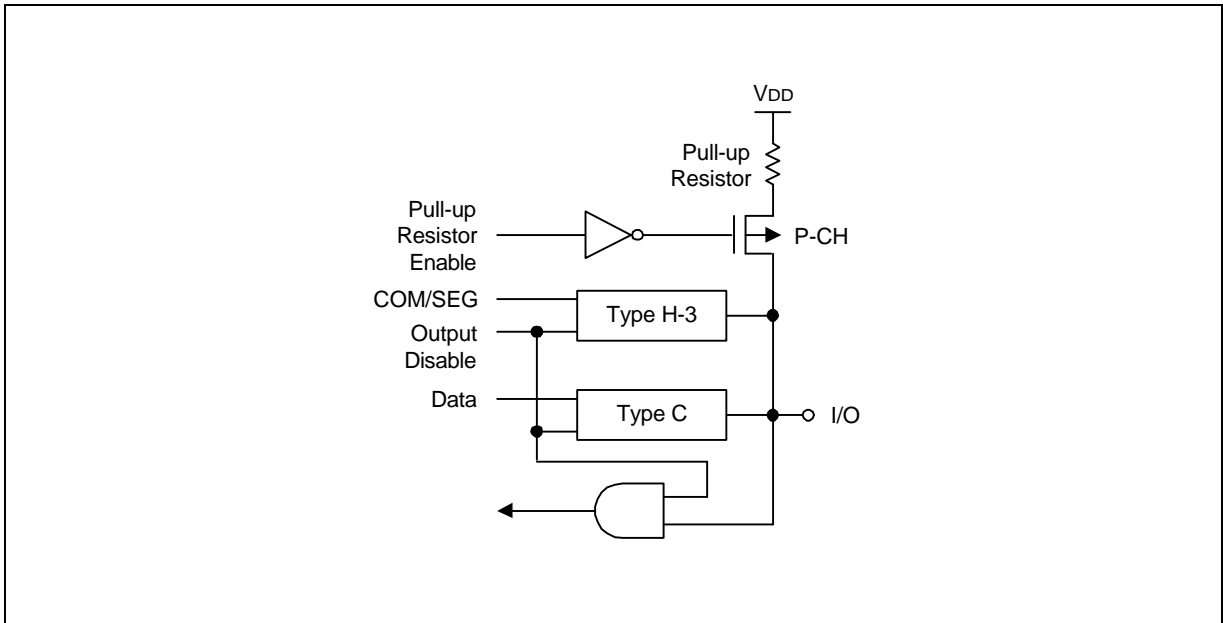 VDD
Pull-up
Resistor
Pull-up
Resistor
Enable
P-CH
COM/SEG
Type H-3
Output
Disable
Data
Type C
I/O